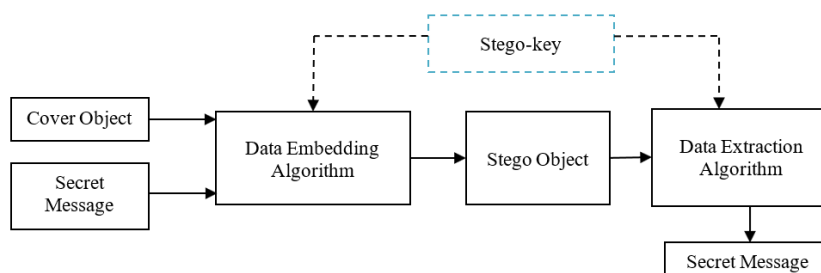 Stego-key
Cover Object
Data Embedding
Algorithm
Stego Object
Data Extraction
Algorithm
Secret
Message
Secret Message